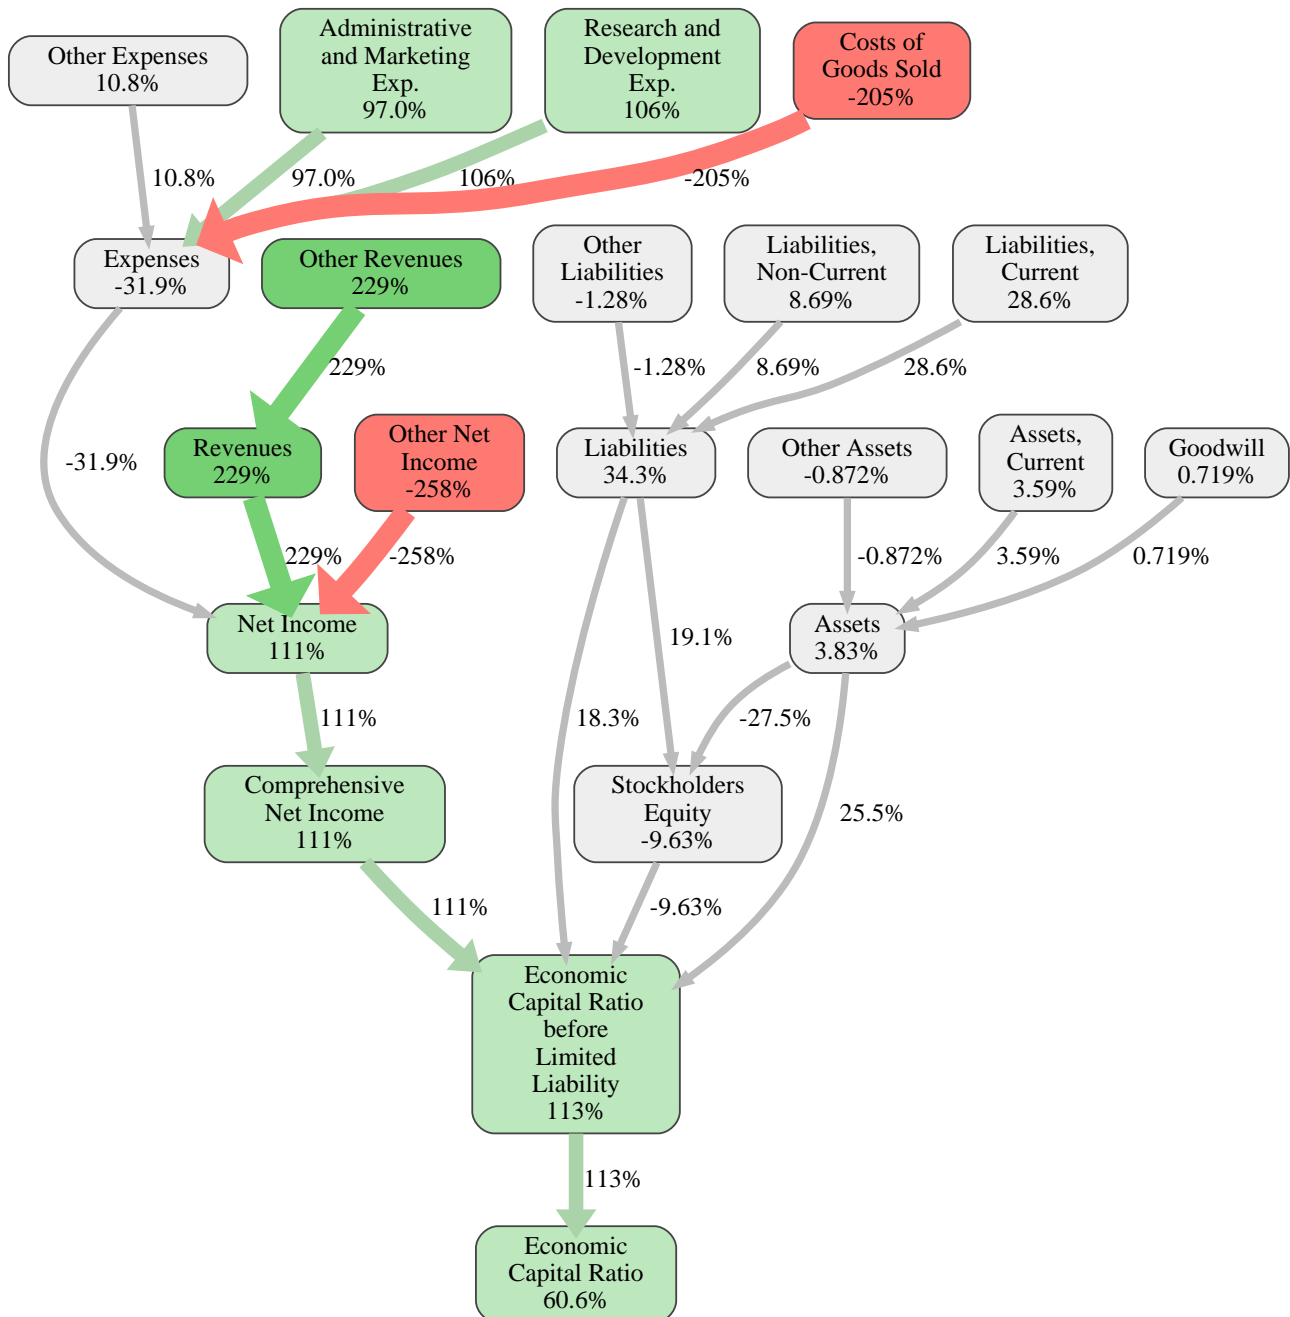 Other Expenses
10.8%
Administrative
and Marketing
Exp.
97.0%
Research and
Development
Exp.
106%
Costs of
Goods Sold
-205%
10.8%
97.0%
106%
-205%
Expenses
-31.9%
Other Revenues
229%
Other
Liabilities
-1.28%
Liabilities,
Non-Current
8.69%
Liabilities,
Current
28.6%
229%
-1.28%
8.69%
28.6%
-31.9%
Revenues
229%
Other Net
Income
-258%
Liabilities
34.3%
Other Assets
-0.872%
Assets,
Current
3.59%
Goodwill
0.719%
229%
-258%
-0.872%
3.59%
0.719%
Net Income
111%
19.1%
Assets
3.83%
111%
18.3%
-27.5%
Comprehensive
Net Income
111%
Stockholders
Equity
-9.63%
25.5%
111%
-9.63%
Economic
Capital Ratio
before
Limited
Liability
113%
113%
Economic
Capital Ratio
60.6%